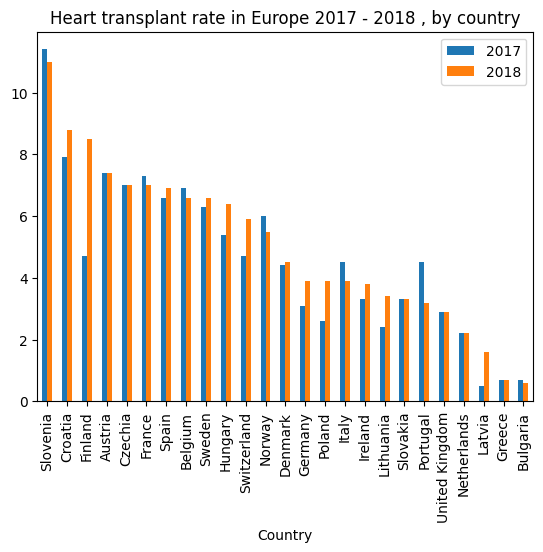 Heart transplant rate in Europe 2017 - 2018 , by country
2017
2018
10
8
6
4
2
0
Slovenia
Croatia
Finland
Austria
Czechia
France
Spain
Belgium
Sweden
Hungary
Switzerland
Norway
Denmark
Germany
Poland
Italy
Ireland
Lithuania
Slovakia
Portugal
United Kingdom
Netherlands
Latvia
Greece
Bulgaria
Country